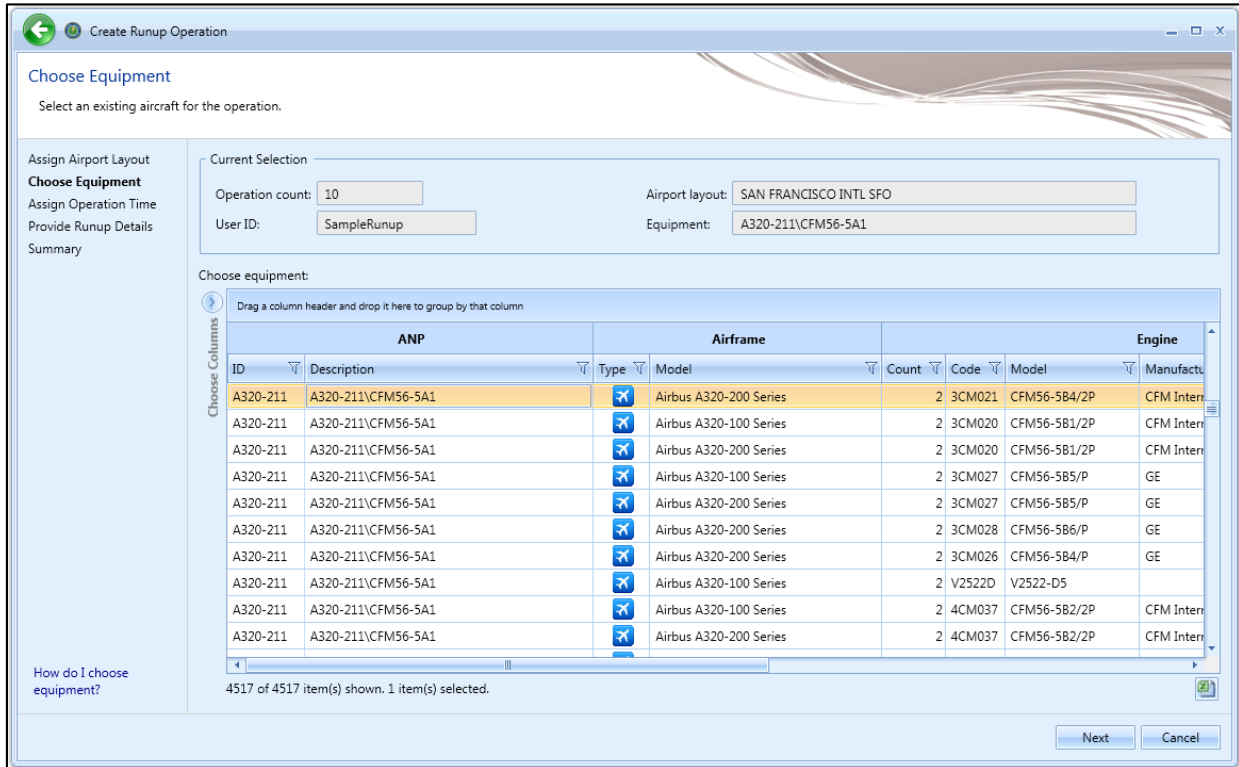 Create Runup Operation
Choose Equipment
Select an existing aircraft for the operation.
Assign Airport Layout
Choose Equipment
Assign Operation Time
Provide Runup Details
Summary
How do I choose
equipment?
Current Selection
Operation count: 10 Airport layout: SAN FRANCISCO INTL SFO
User ID: SampleRunup Equipment: A320-211\CFM56-5A1
Choose equipment:
Choose Columns
Drag a column header and drop it here to group by that column
ANP Airframe Engine
ID Description Type Model Count Code Model Manufactu
A320-211 A320-211\CFM56-5A1 Airbus A320-200 Series 2 3CM021 CFM56-5B4/2P CFM Intern
A320-211 A320-211\CFM56-5A1 Airbus A320-100 Series 2 3CM020 CFM56-5B1/2P CFM Intern
A320-211 A320-211\CFM56-5A1 Airbus A320-200 Series 2 3CM020 CFM56-5B1/2P CFM Intern
A320-211 A320-211\CFM56-5A1 Airbus A320-100 Series 2 3CM027 CFM56-5B5/P GE
A320-211 A320-211\CFM56-5A1 Airbus A320-200 Series 2 3CM027 CFM56-5B5/P GE
A320-211 A320-211\CFM56-5A1 Airbus A320-200 Series 2 3CM028 CFM56-5B6/P GE
A320-211 A320-211\CFM56-5A1 Airbus A320-200 Series 2 3CM026 CFM56-5B4/P GE
A320-211 A320-211\CFM56-5A1 Airbus A320-100 Series 2 V2522D V2522-D5
A320-211 A320-211\CFM56-5A1 Airbus A320-100 Series 2 4CM037 CFM56-5B2/2P CFM Intern
A320-211 A320-211\CFM56-5A1 Airbus A320-200 Series 2 4CM037 CFM56-5B2/2P CFM Intern
4517 of 4517 item(s) shown. 1 item(s) selected.
Next Cancel